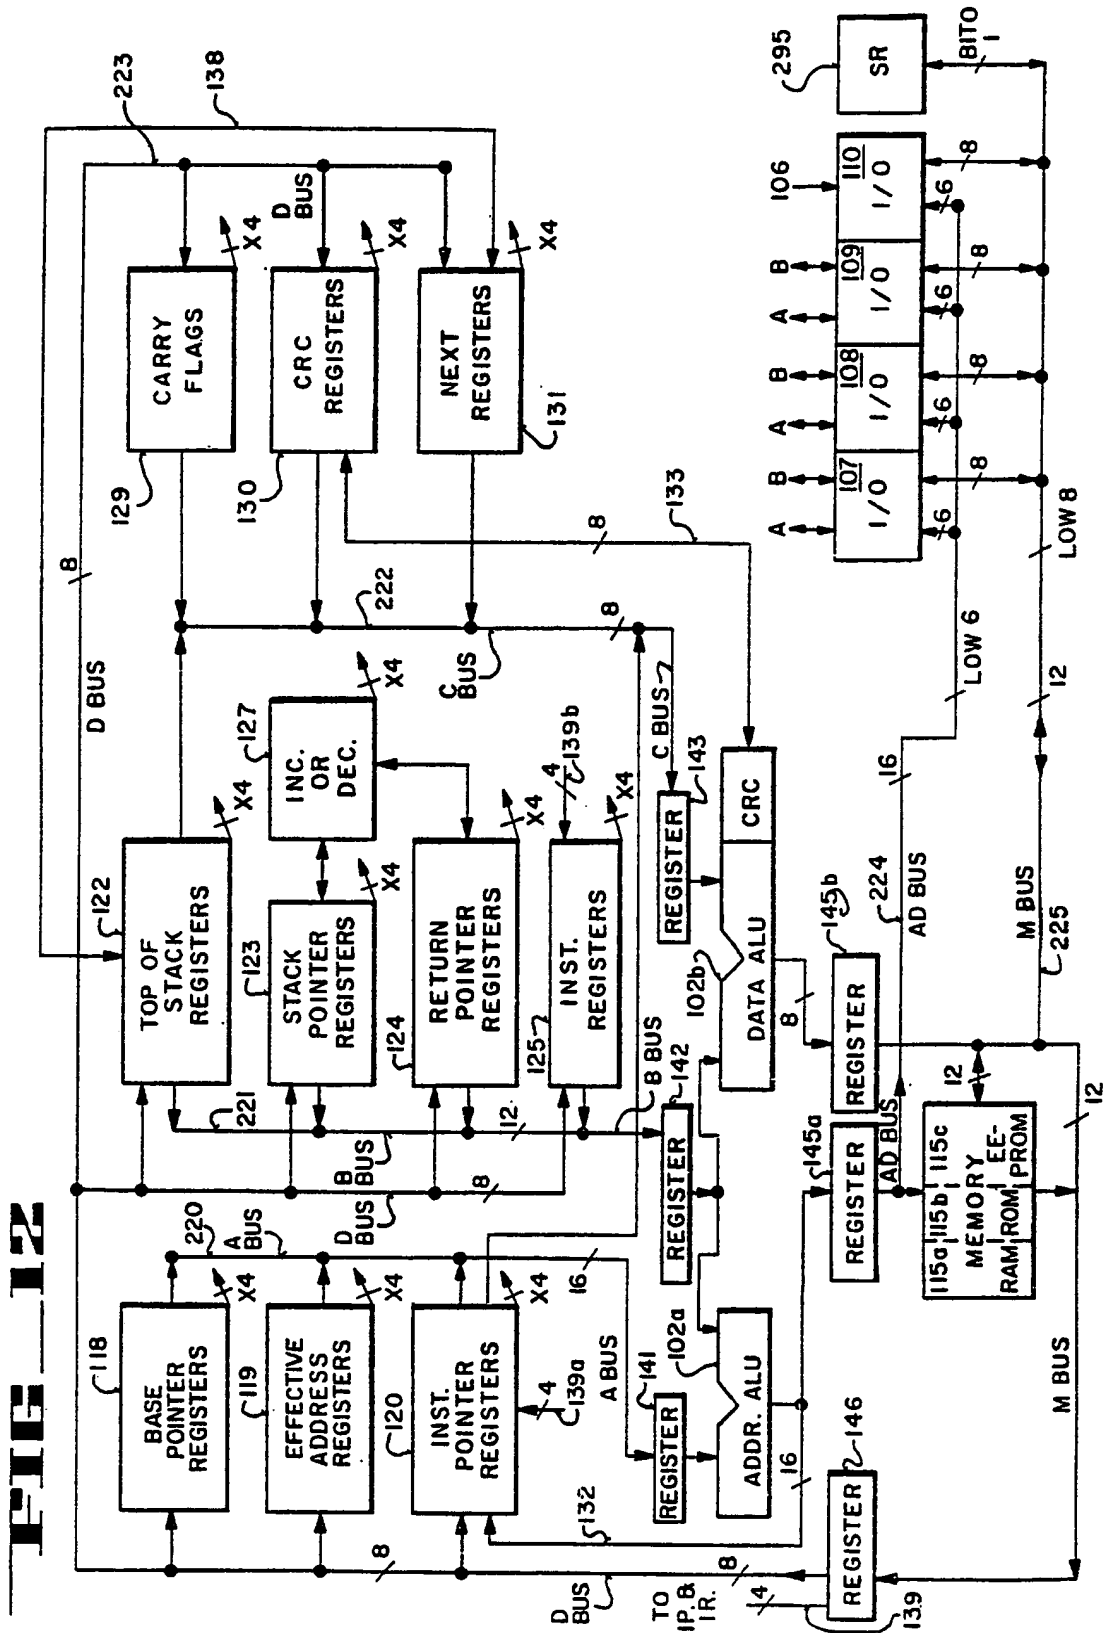 FIG_12
118
BASE
POINTER
REGISTERS
X4
119
EFFECTIVE
ADDRESS
REGISTERS
X4
120
INST.
POINTER
REGISTERS
X4
4
139a
220
A
BUS
16
A BUS
D BUS
8
D
BUS
8
B
BUS
221
12
B BUS
122
TOP OF
STACK
REGISTERS
X4
123
STACK
POINTER
REGISTERS
X4
124
RETURN
POINTER
REGISTERS
X4
125
INST.
REGISTERS
X4
4
139b
127
INC.
OR
DEC.
X4
222
C
BUS
8
C BUS
129
CARRY
FLAGS
X4
130
CRC
REGISTERS
X4
131
NEXT
REGISTERS
X4
D
BUS
223
138
8
133
8
D
BUS
132
16
141
REGISTER
102a
ADDR. ALU
142
REGISTER
143
REGISTER
102b
DATA ALU
CRC
8
TO
IP. &
IR.
4
8
139
146
REGISTER
145a
REGISTER
145b
REGISTER
AD BUS
115a
115b
115c
MEMORY
RAM
ROM
EE-
PROM
12
12
M BUS
224
AD BUS
16
M BUS
225
12
LOW 6
LOW 8
A
B
107
I/O
6
8
A
B
108
I/O
6
8
A
B
109
I/O
6
8
106
110
I/O
6
8
295
SR
BIT0
1